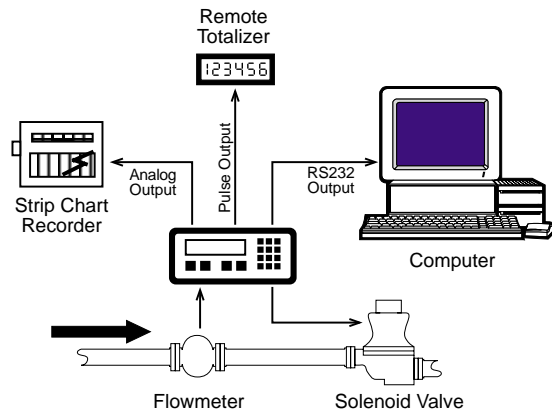 Remote
Totalizer
123456
Analog
Output
Pulse Output
RS232
Output
Strip Chart
Recorder
Computer
Flowmeter
Solenoid Valve